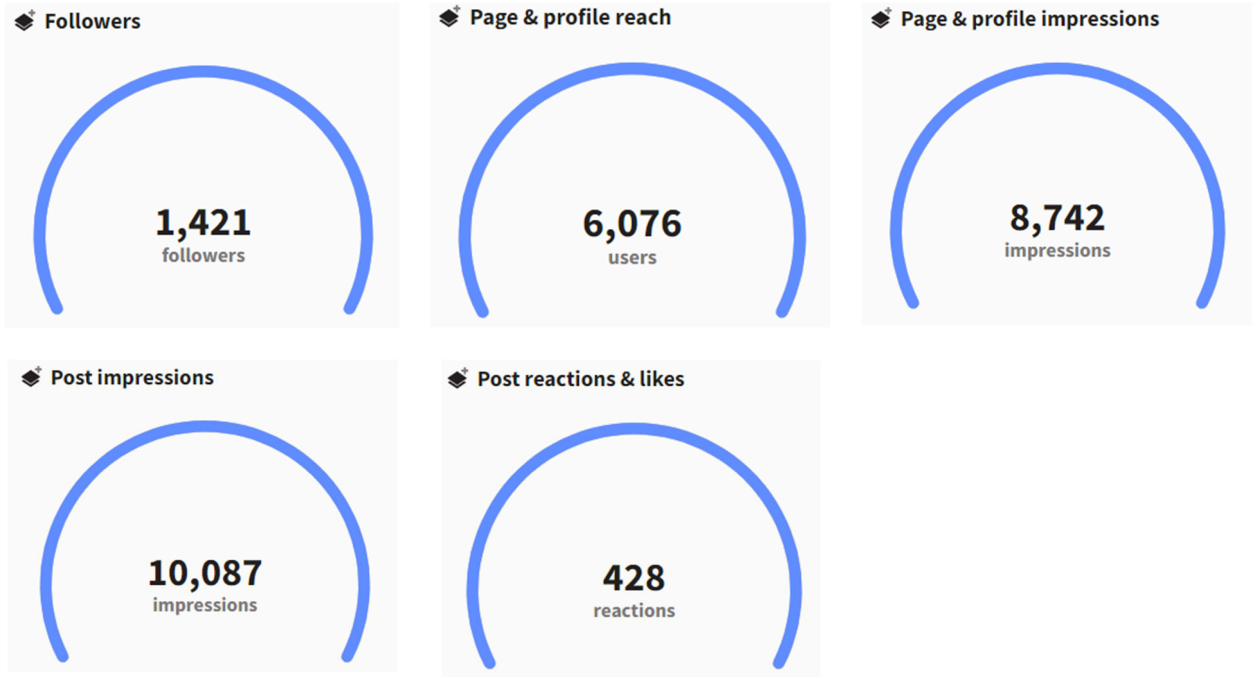 Followers
1,421
followers
Page & profile reach
6,076
users
Page & profile impressions
8,742
impressions
Post impressions
10,087
impressions
Post reactions & likes
428
reactions